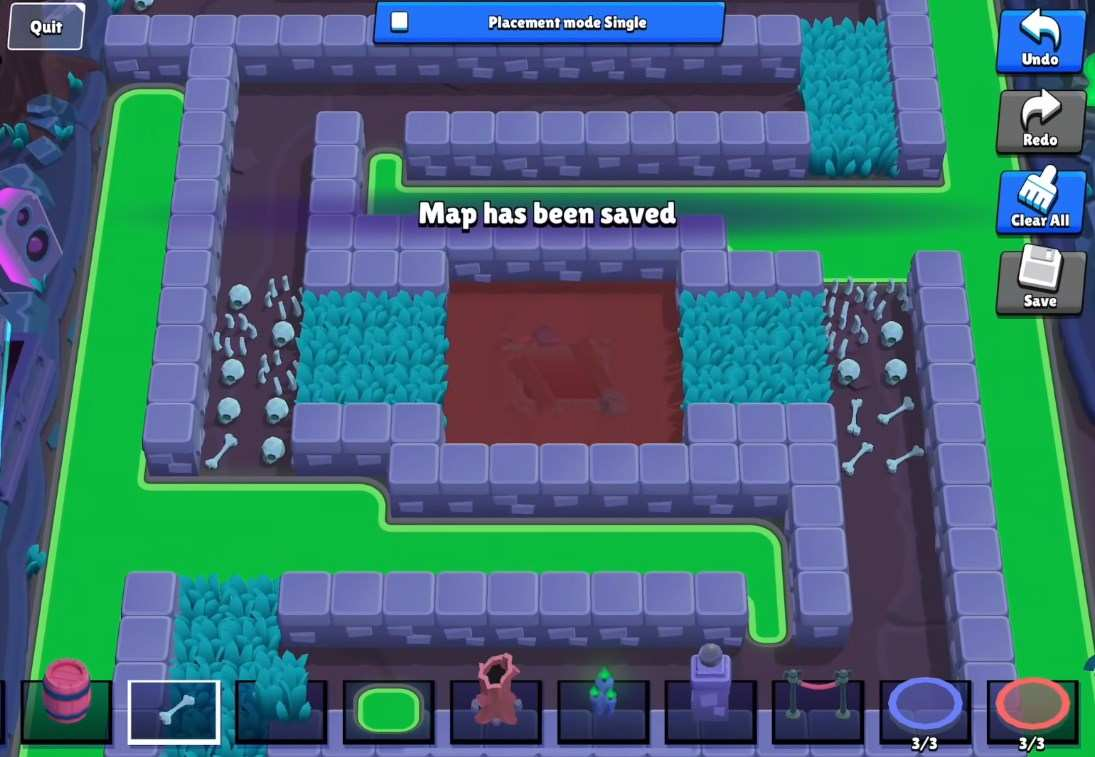 Quit
Placement mode Single
Undo
Redo
Map has been saved
Clear All
Save
3/3
3/3